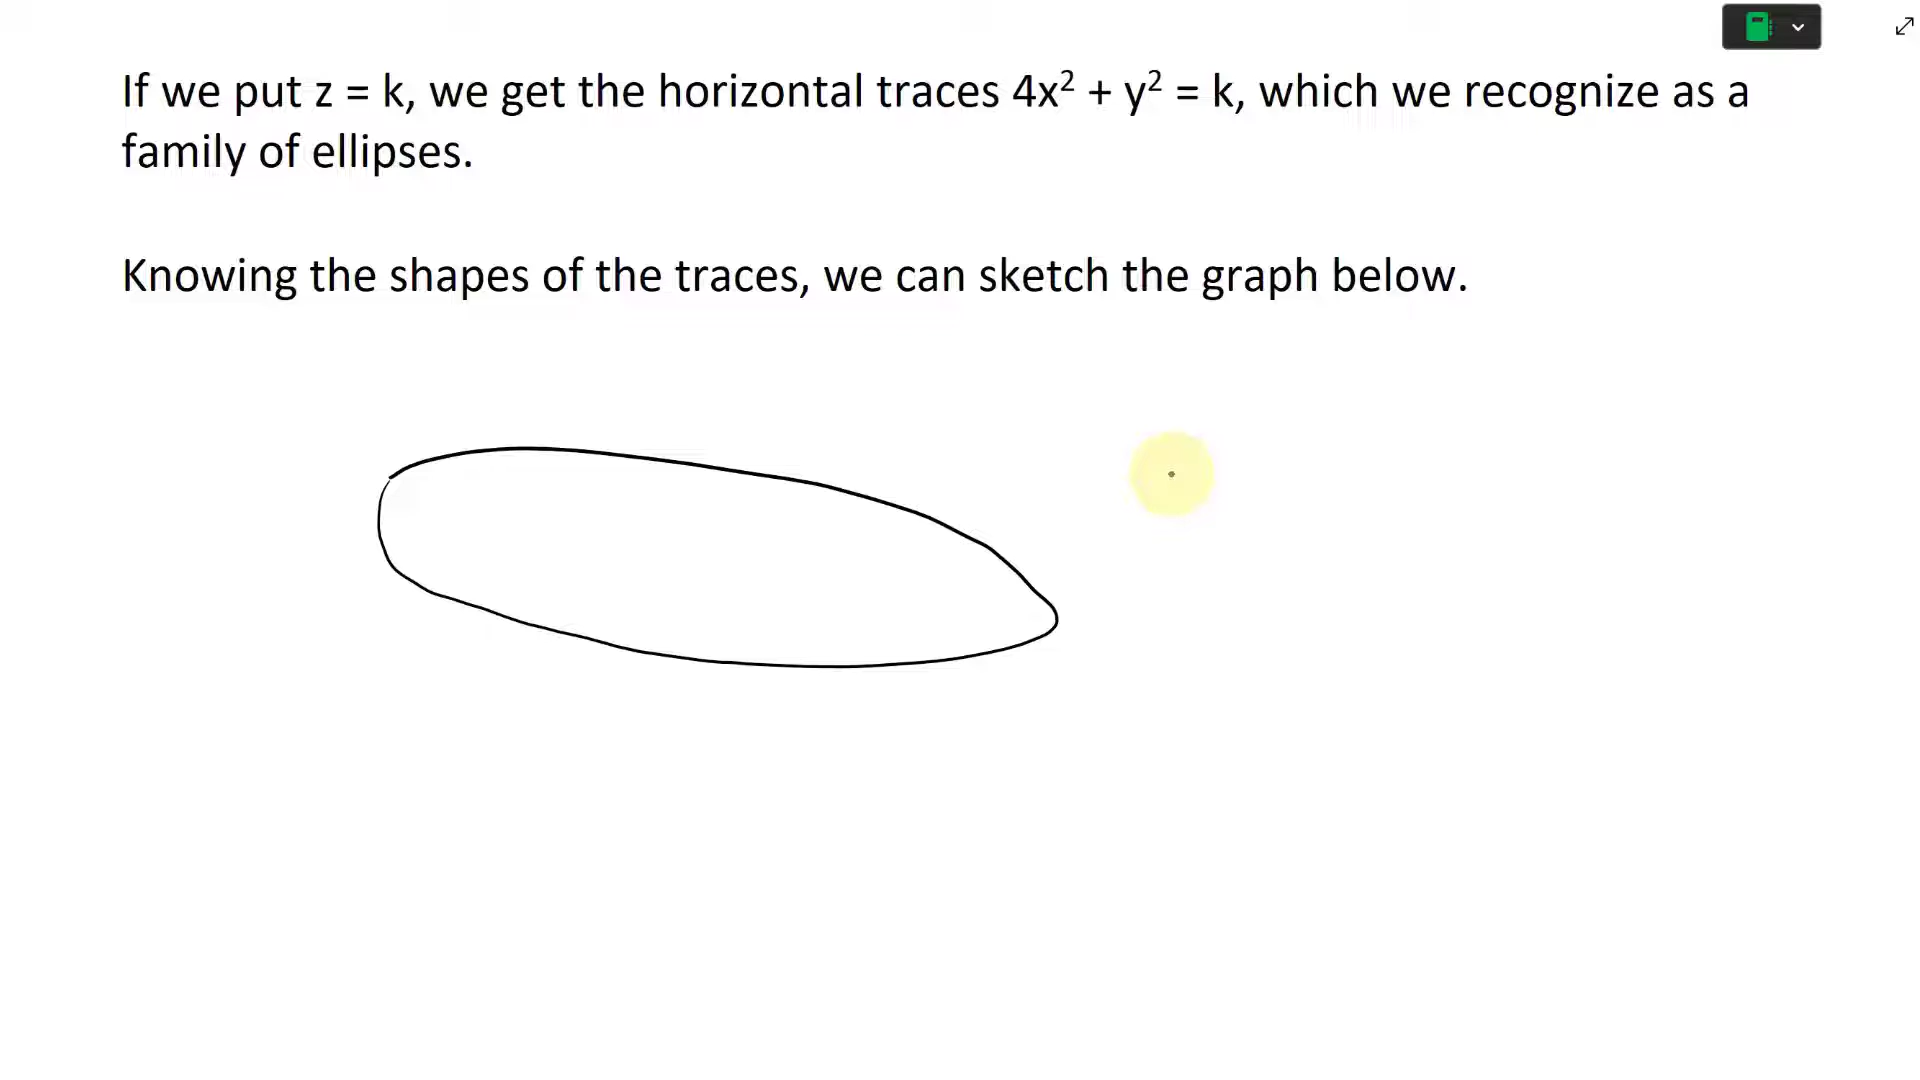 If we put z = k, we get the horizontal traces 4x² + y² = k, which we recognize as a
family of ellipses.
Knowing the shapes of the traces, we can sketch the graph below.